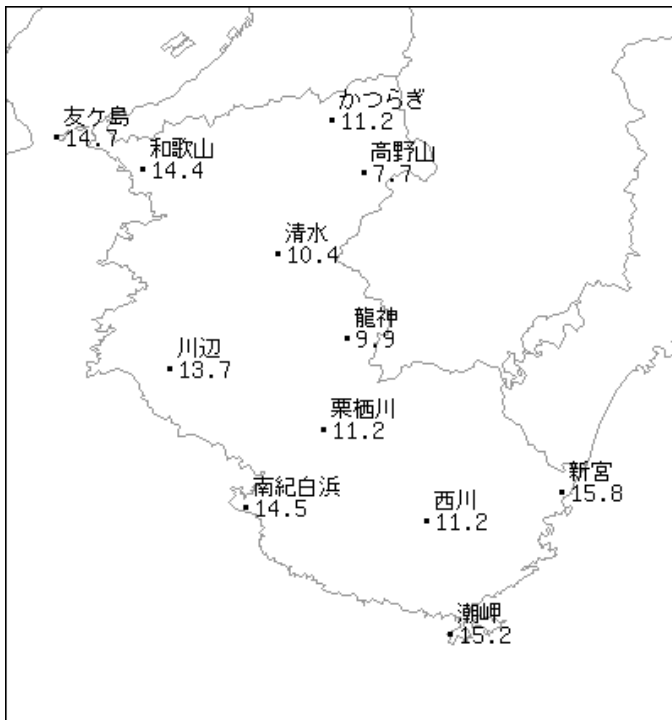 かつらぎ
11.2
友ケ島
14.7
和歌山
14.4
高野山
7.7
清水
10.4
龍神
9.9
川辺
13.7
栗栖川
11.2
新宮
15.8
南紀白浜
14.5
西川
11.2
潮岬
15.2